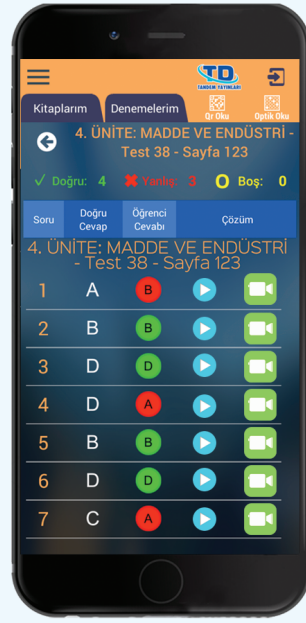 TD
TANDEM YAYINLARI
Kitaplarım Denemelerim Qr Oku Optik Oku
4. ÜNİTE: MADDE VE ENDÜSTRİ -
Test 38 - Sayfa 123
Doğru: 4 Yanlış: 3 O Boş: 0
Soru Doğru Cevap Öğrenci Cevabı Çözüm
4. ÜNİTE: MADDE VE ENDÜSTRİ
- Test 38 - Sayfa 123
1 A B
2 B B
3 D D
4 D A
5 B B
6 D D
7 C A